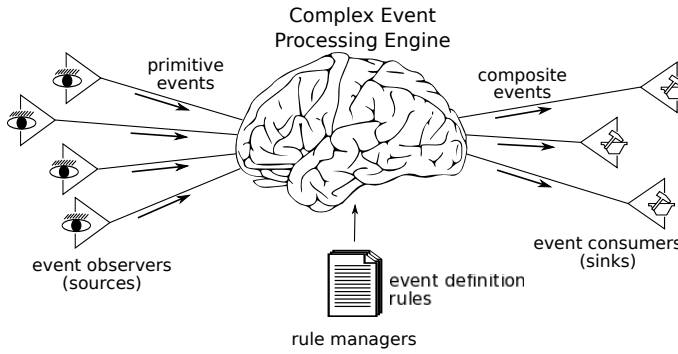 Complex Event
Processing Engine
primitive
events
composite
events
event observers
(sources)
event consumers
(sinks)
event definition
rules
rule managers